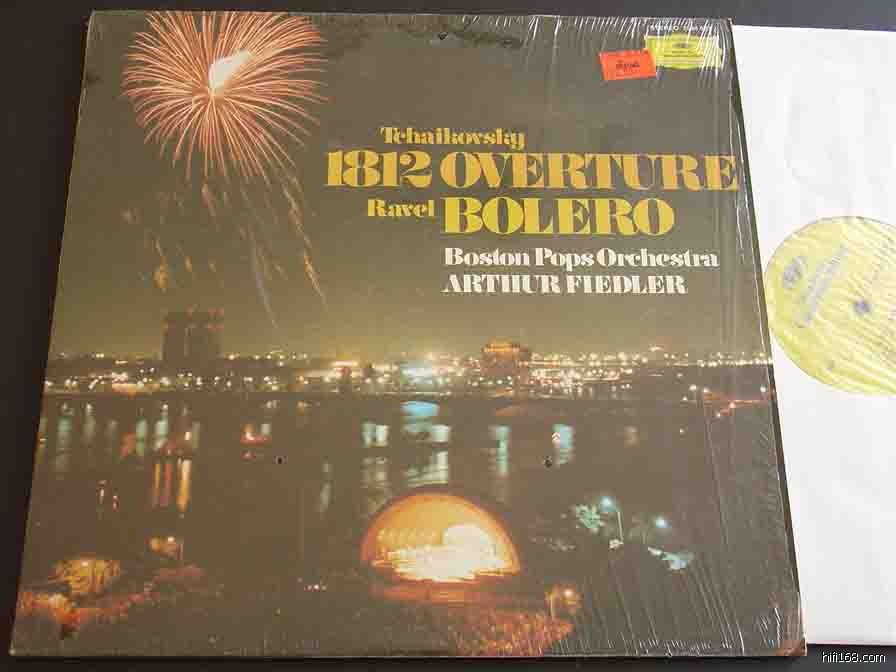 Tchaikovsky
1812 OVERTURE
Ravel BOLERO
Boston Pops Orchestra
ARTHUR FIEDLER
hifi168.com